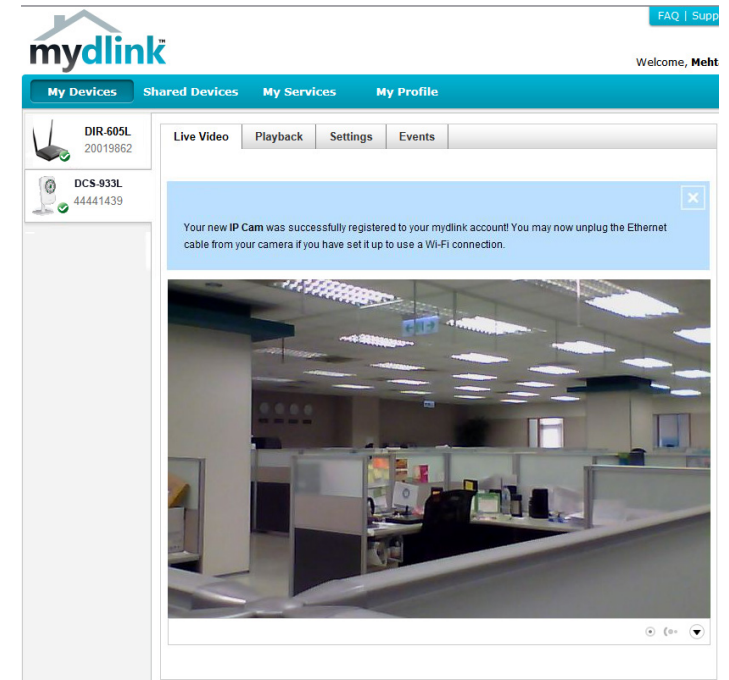 FAQ | Supp
mydlink™
Welcome, Meht
My Devices Shared Devices My Services My Profile
DIR-605L
20019862
DCS-933L
44441439
Live Video Playback Settings Events
Your new IP Cam was successfully registered to your mydlink account! You may now unplug the Ethernet
cable from your camera if you have set it up to use a Wi-Fi connection.